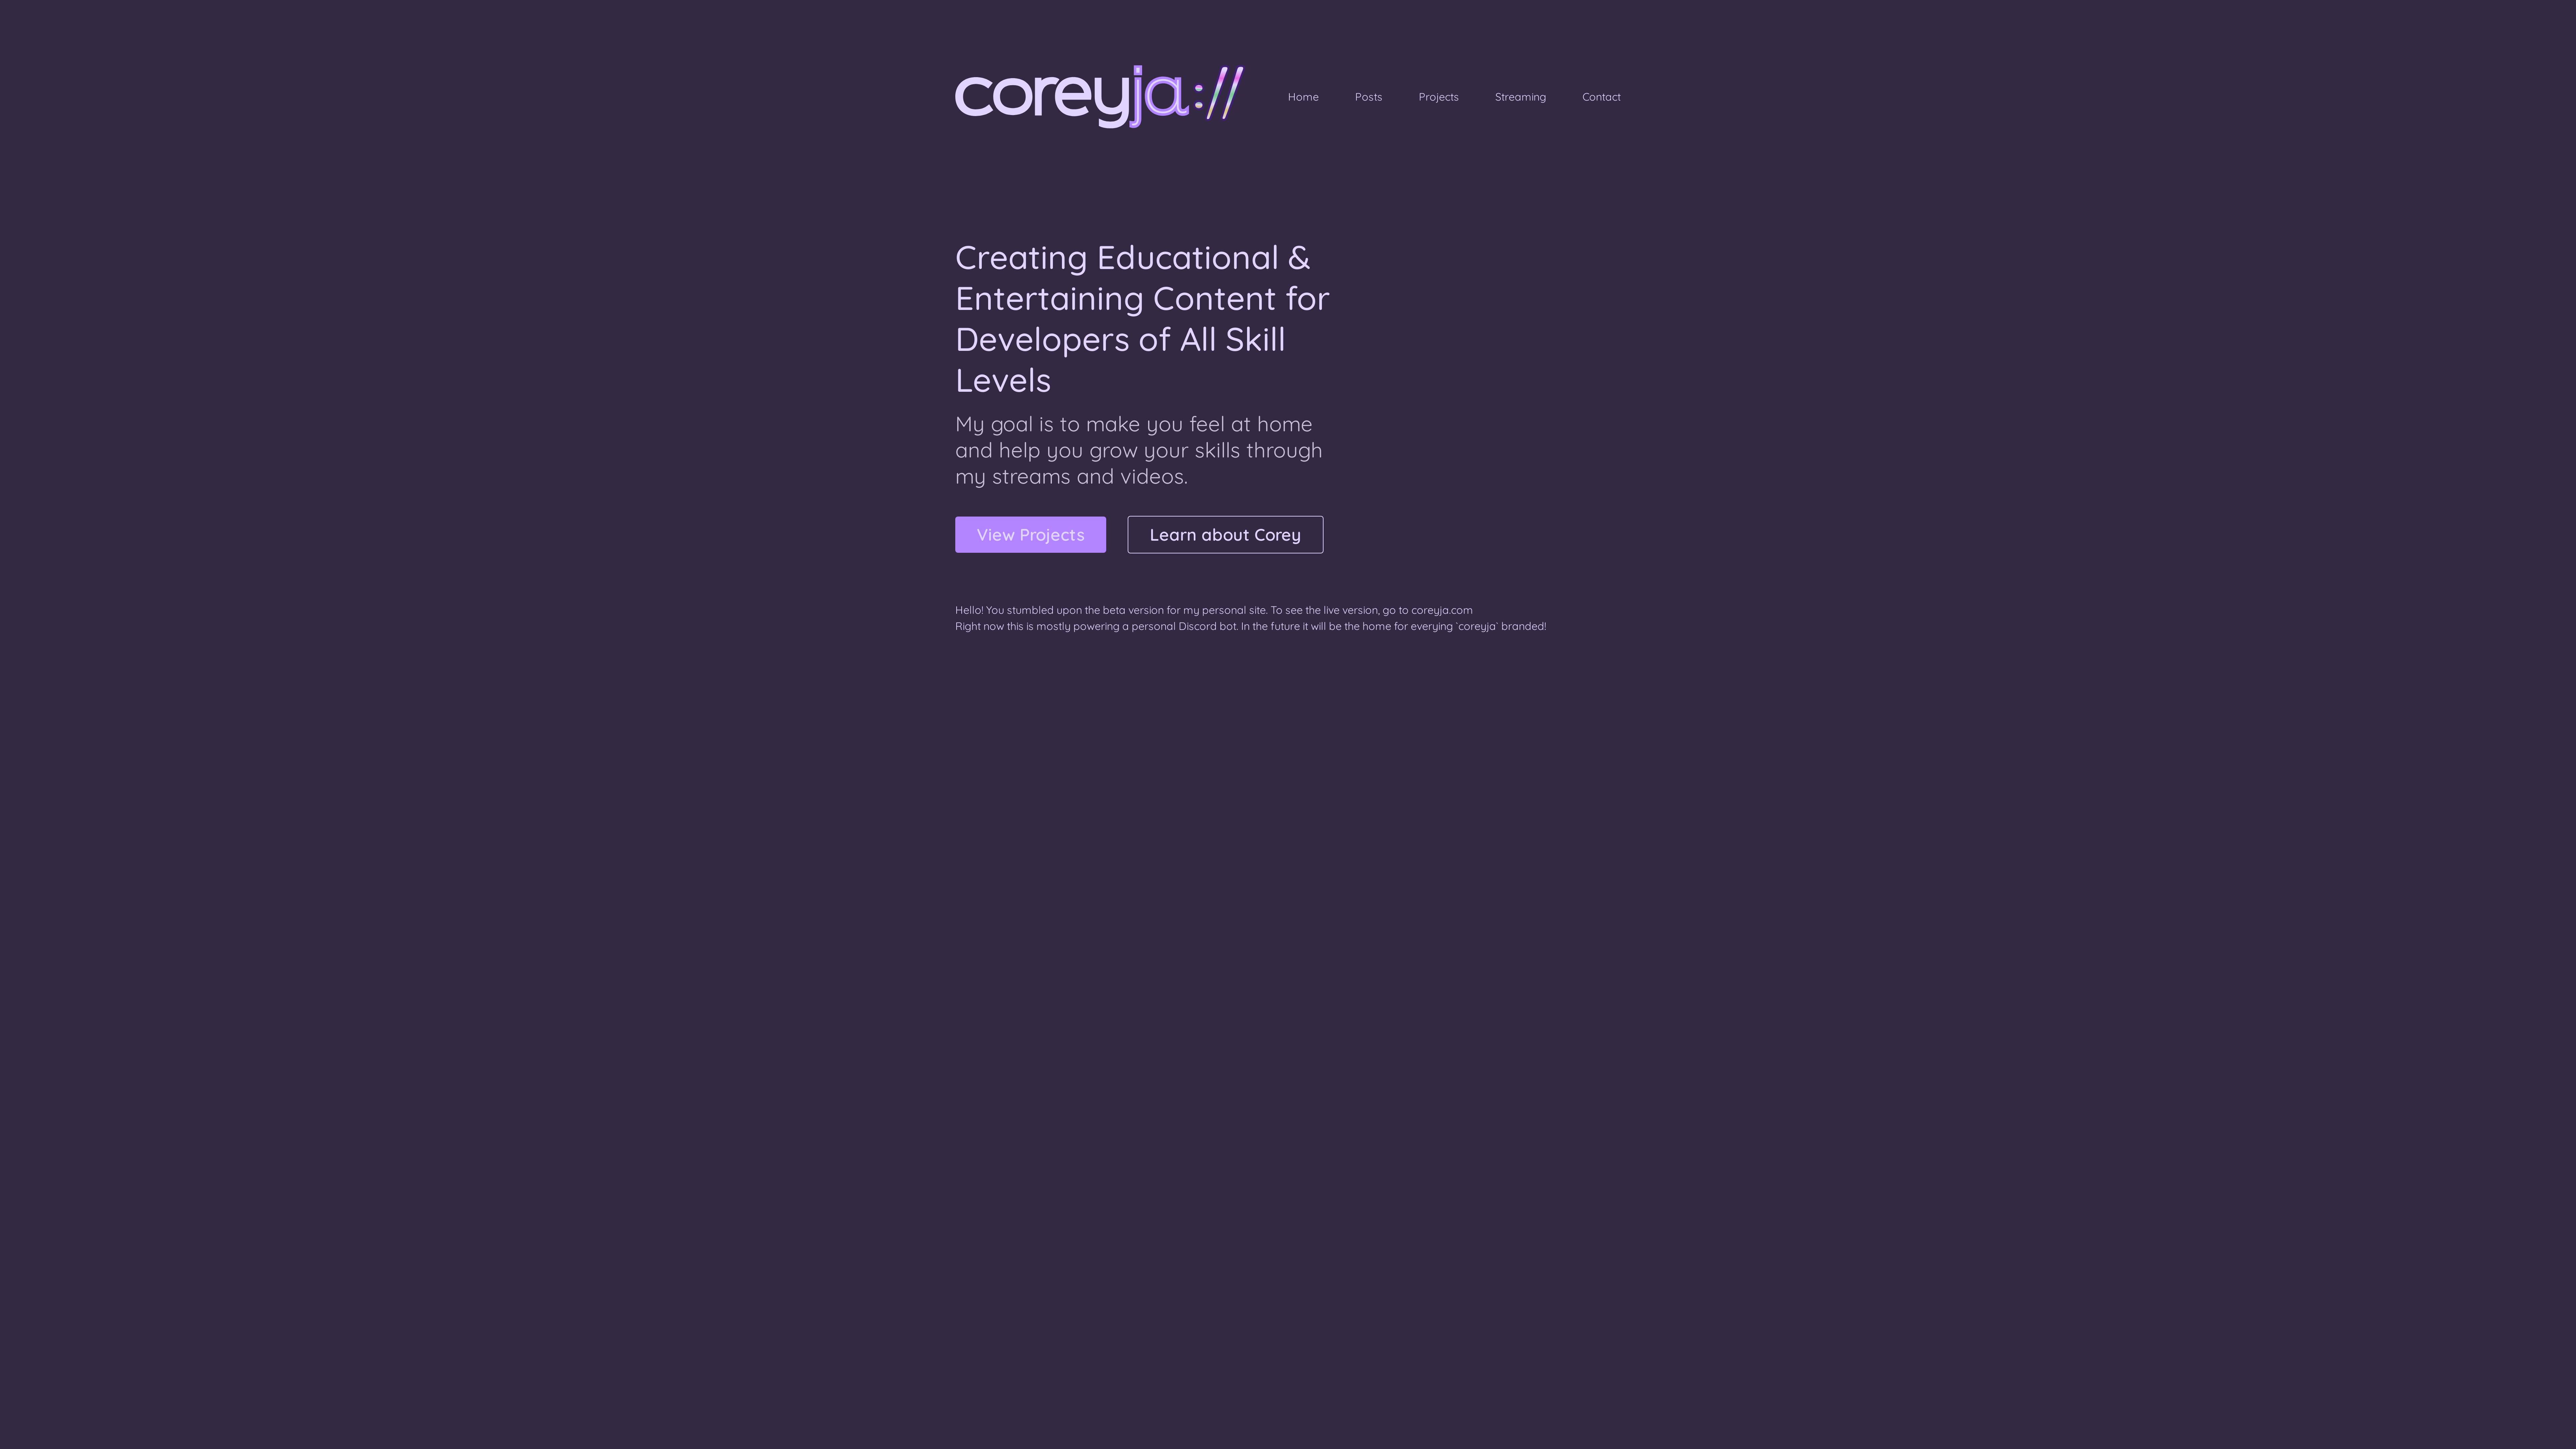 coreyja://
Home Posts Projects Streaming Contact
Creating Educational &
Entertaining Content for
Developers of All Skill
Levels
My goal is to make you feel at home
and help you grow your skills through
my streams and videos.
View Projects Learn about Corey
Hello! You stumbled upon the beta version for my personal site. To see the live version, go to coreyja.com
Right now this is mostly powering a personal Discord bot. In the future it will be the home for everying `coreyja` branded!